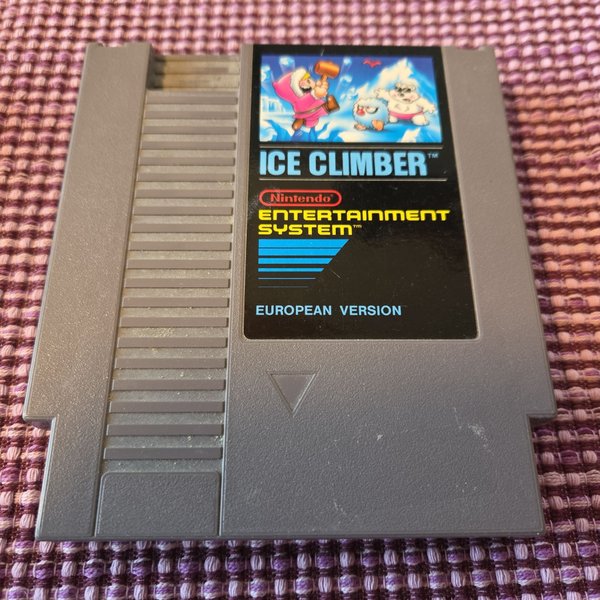 ICE CLIMBER™
Nintendo®
ENTERTAINMENT
SYSTEM™
EUROPEAN VERSION